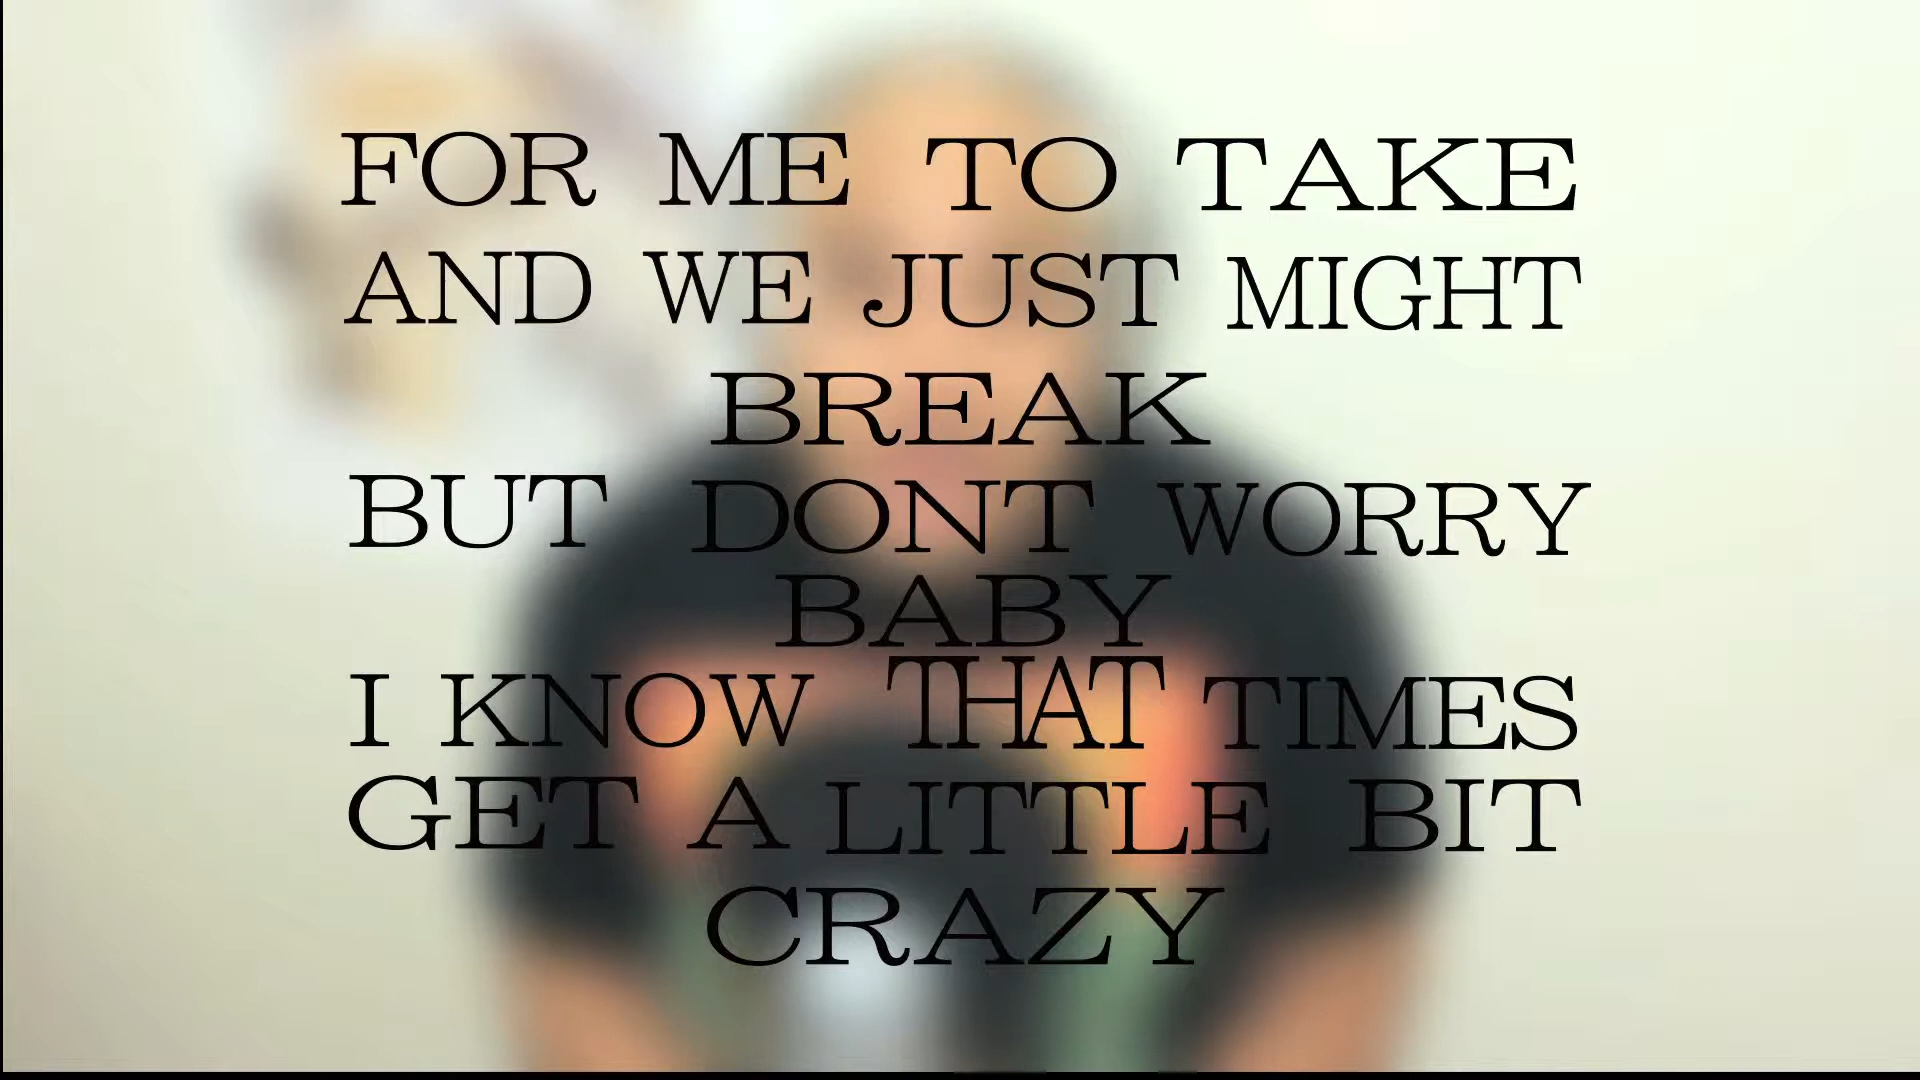 FOR ME TO TAKE
AND WE JUST MIGHT
BREAK
BUT DONT WORRY
BABY
I KNOW THAT TIMES
GET A LITTLE BIT
CRAZY